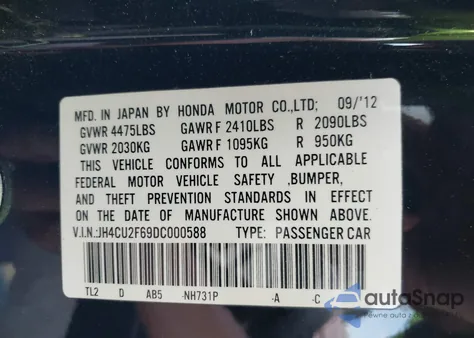 MFD. IN JAPAN BY HONDA MOTOR CO.,LTD; 09/'12
GVWR 4475LBS GAWR F 2410LBS R 2090LBS
GVWR 2030KG GAWR F 1095KG R 950KG
THIS VEHICLE CONFORMS TO ALL APPLICABLE
FEDERAL MOTOR VEHICLE SAFETY ,BUMPER,
AND THEFT PREVENTION STANDARDS IN EFFECT
ON THE DATE OF MANUFACTURE SHOWN ABOVE.
V.I.N.:JH4CU2F69DC000588 TYPE: PASSENGER CAR
TL2 D AB5 -NH731P -A -C
autoSnap